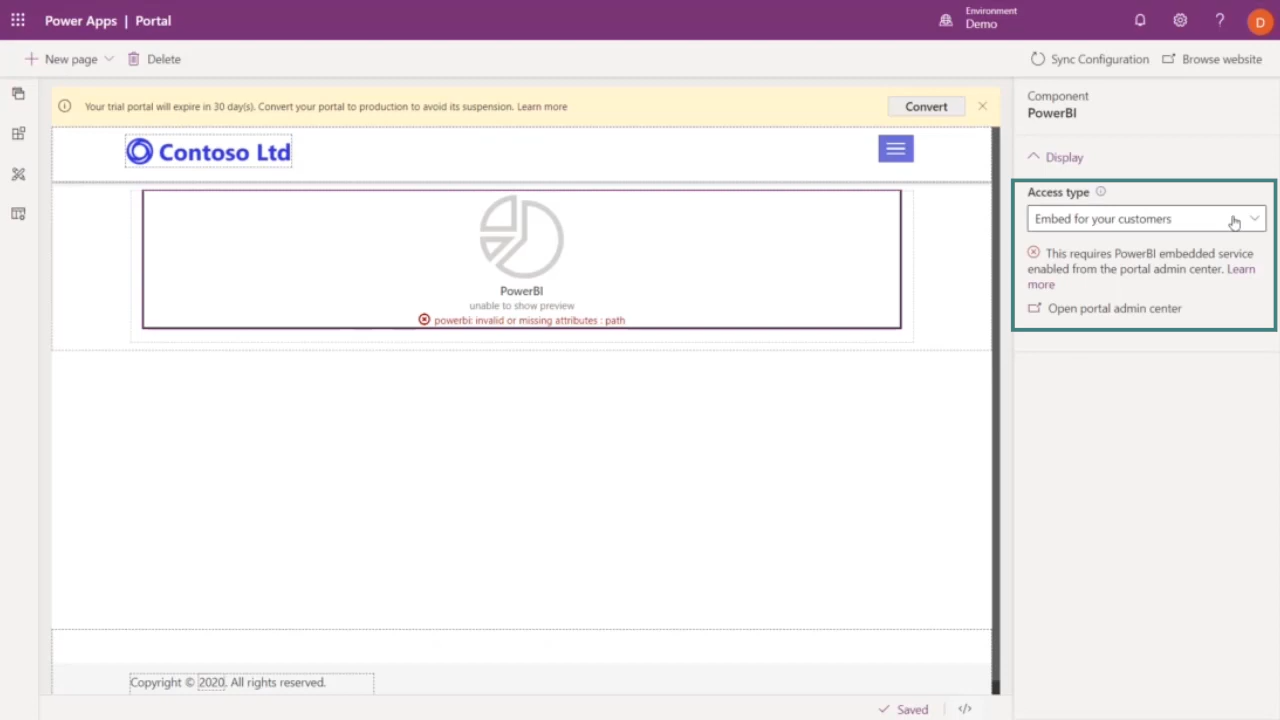 Power Apps | Portal
Environment
Demo
?
D
New page
Delete
Sync Configuration
Browse website
Your trial portal will expire in 30 day(s). Convert your portal to production to avoid its suspension. Learn more
Convert
Contoso Ltd
PowerBI
unable to show preview
powerbi: invalid or missing attributes : path
Copyright © 2020. All rights reserved.
Saved
</>
Component
PowerBI
Display
Access type
Embed for your customers
This requires PowerBI embedded service
enabled from the portal admin center. Learn
more
Open portal admin center